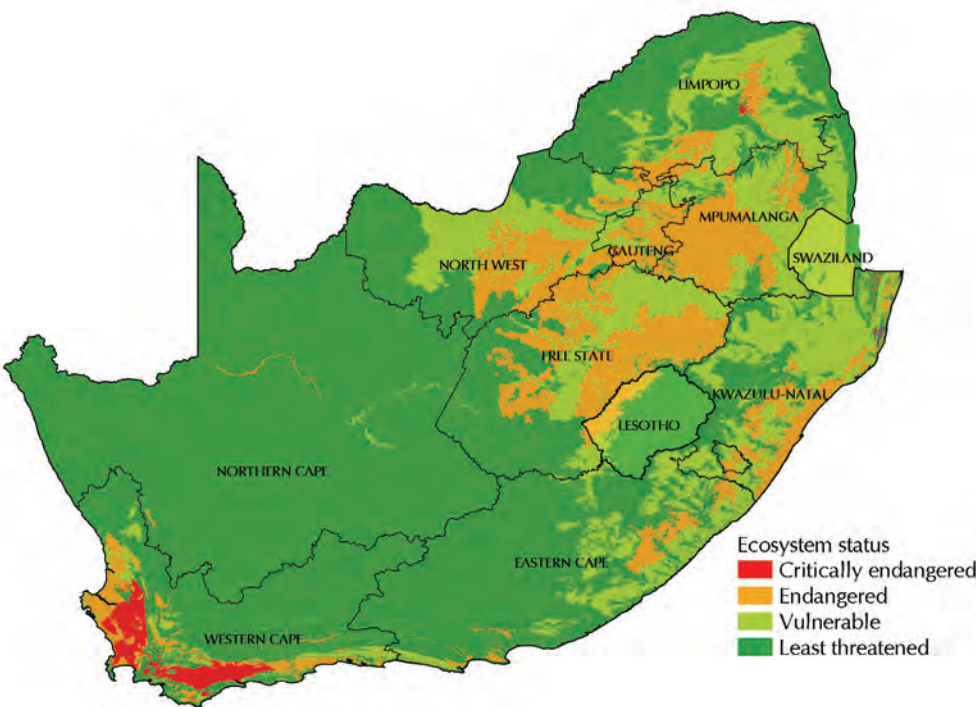 LIMPOPO
MPUMALANGA
GAUTENG
SWAZILAND
NORTH WEST
FREE STATE
KWAZULU-NATAL
LESOTHO
NORTHERN CAPE
EASTERN CAPE
WESTERN CAPE
Ecosystem status
Critically endangered
Endangered
Vulnerable
Least threatened